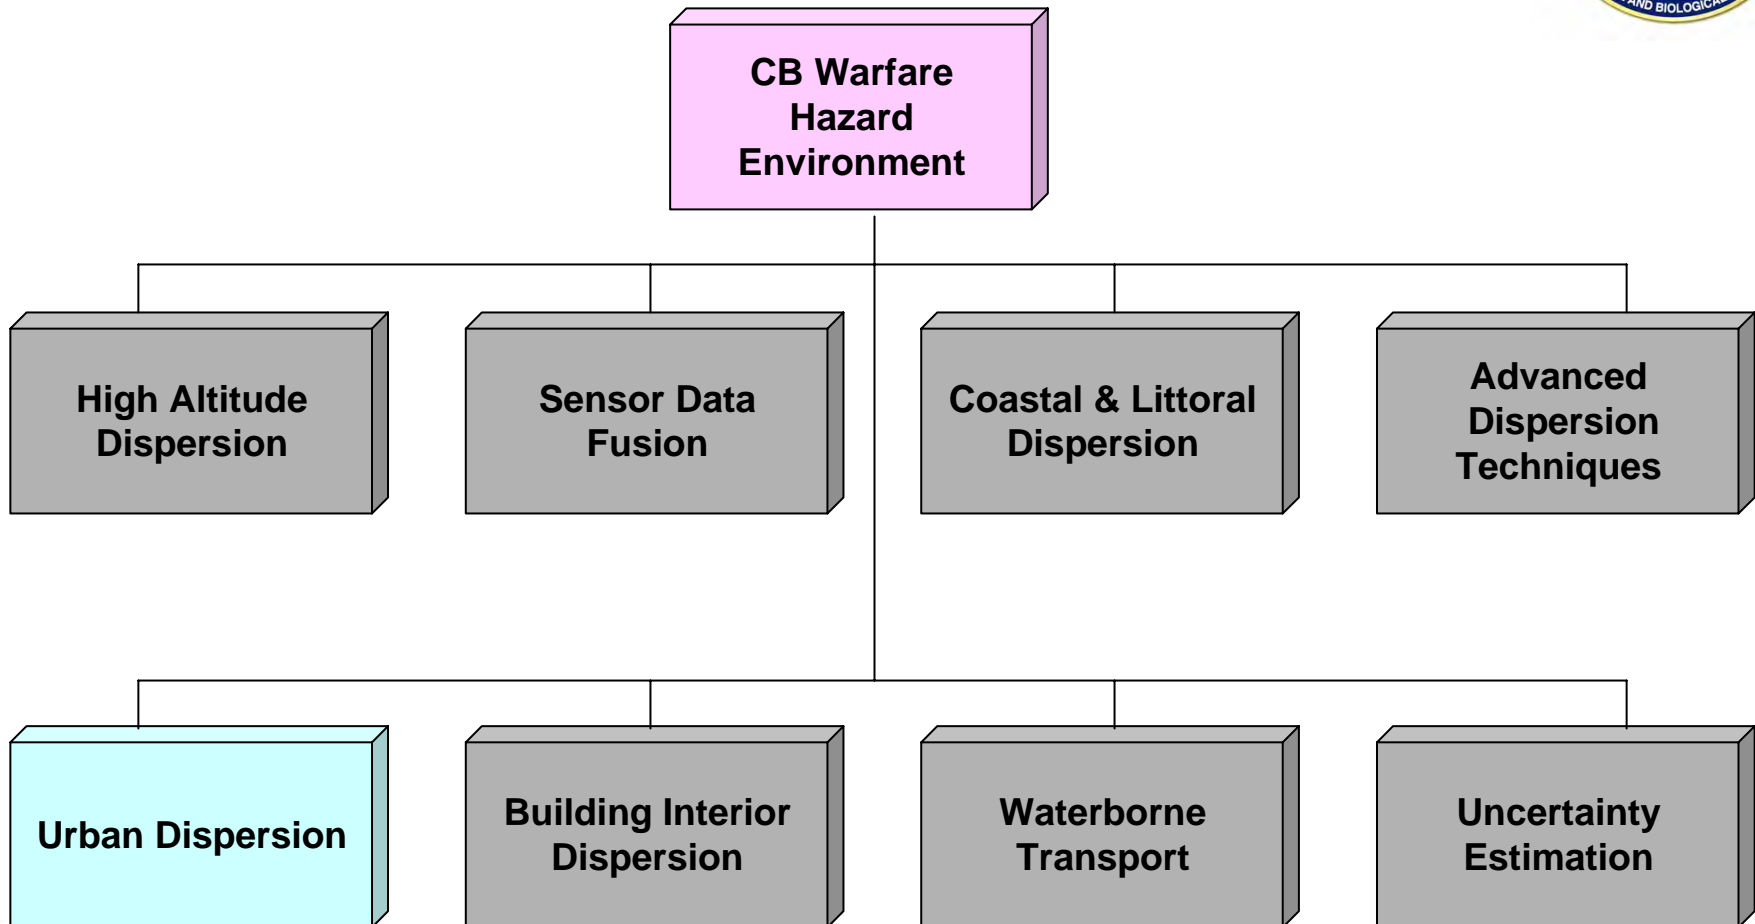 AND BIOLOGICAL
CB Warfare
Hazard
Environment
High Altitude
Dispersion
Sensor Data
Fusion
Coastal & Littoral
Dispersion
Advanced
Dispersion
Techniques
Urban Dispersion
Building Interior
Dispersion
Waterborne
Transport
Uncertainty
Estimation